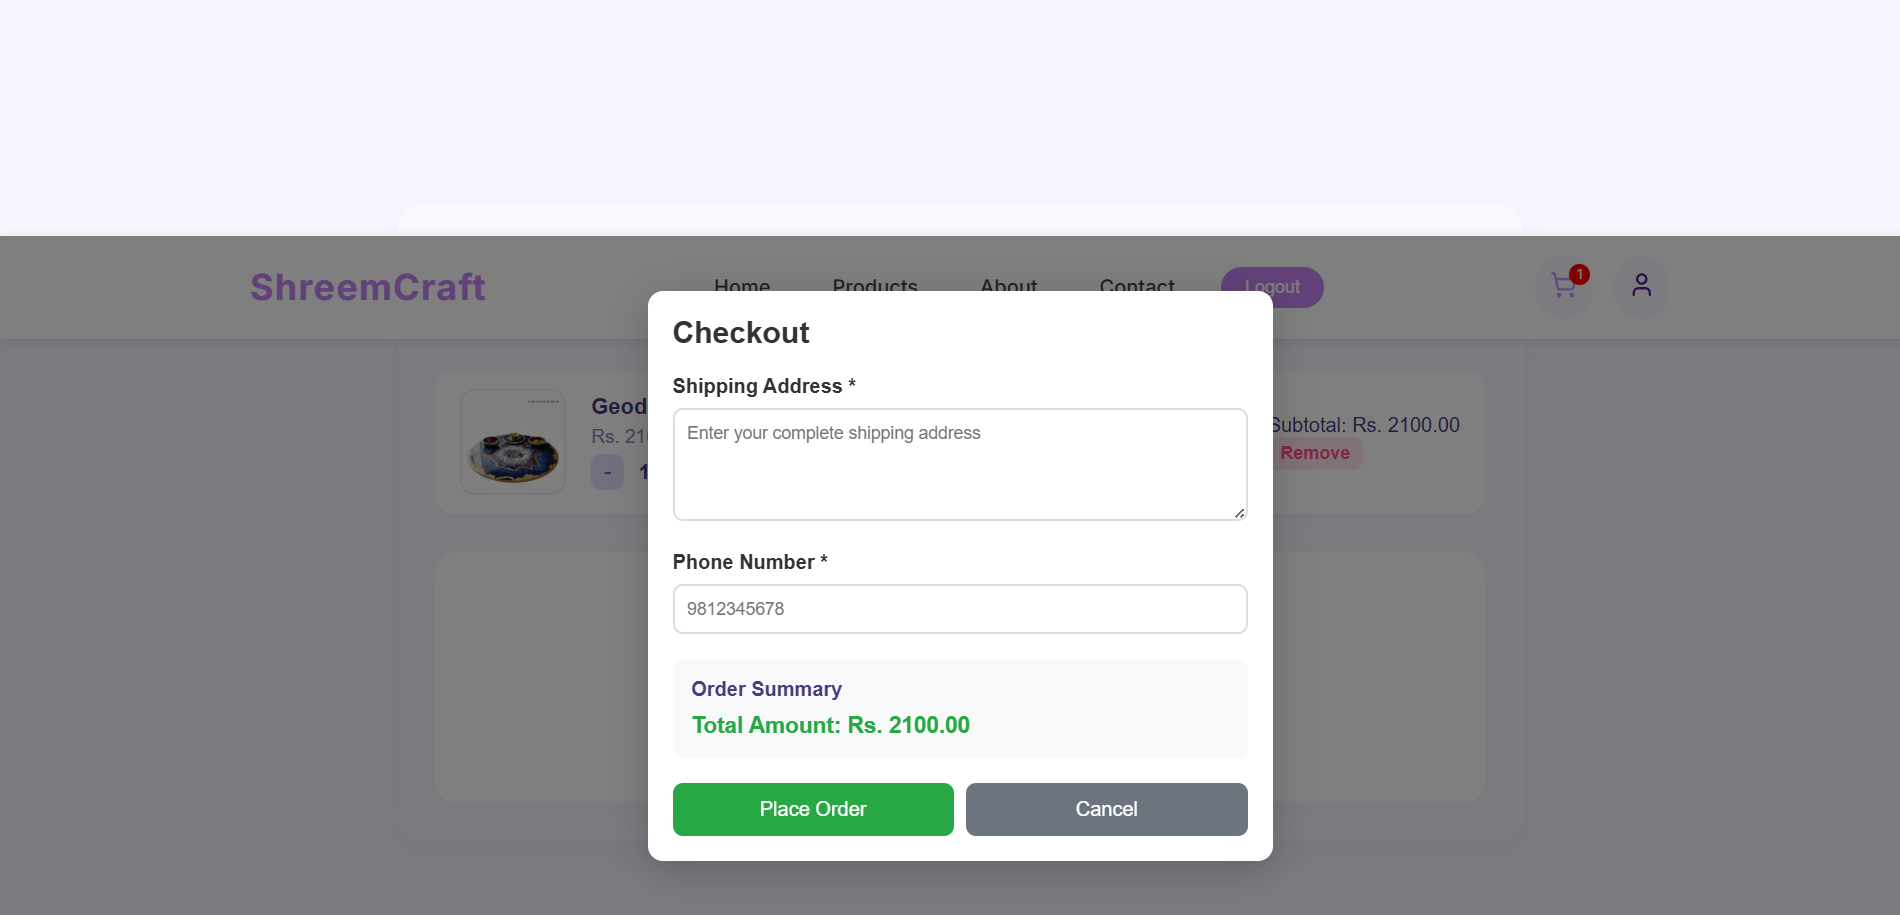 ShreemCraft
Home
Products
About
Contact
Logout
1
Checkout
Shipping Address *
Enter your complete shipping address
Geod
Rs. 21
-
1
Subtotal: Rs. 2100.00
Remove
Phone Number *
9812345678
Order Summary
Total Amount: Rs. 2100.00
Place Order
Cancel